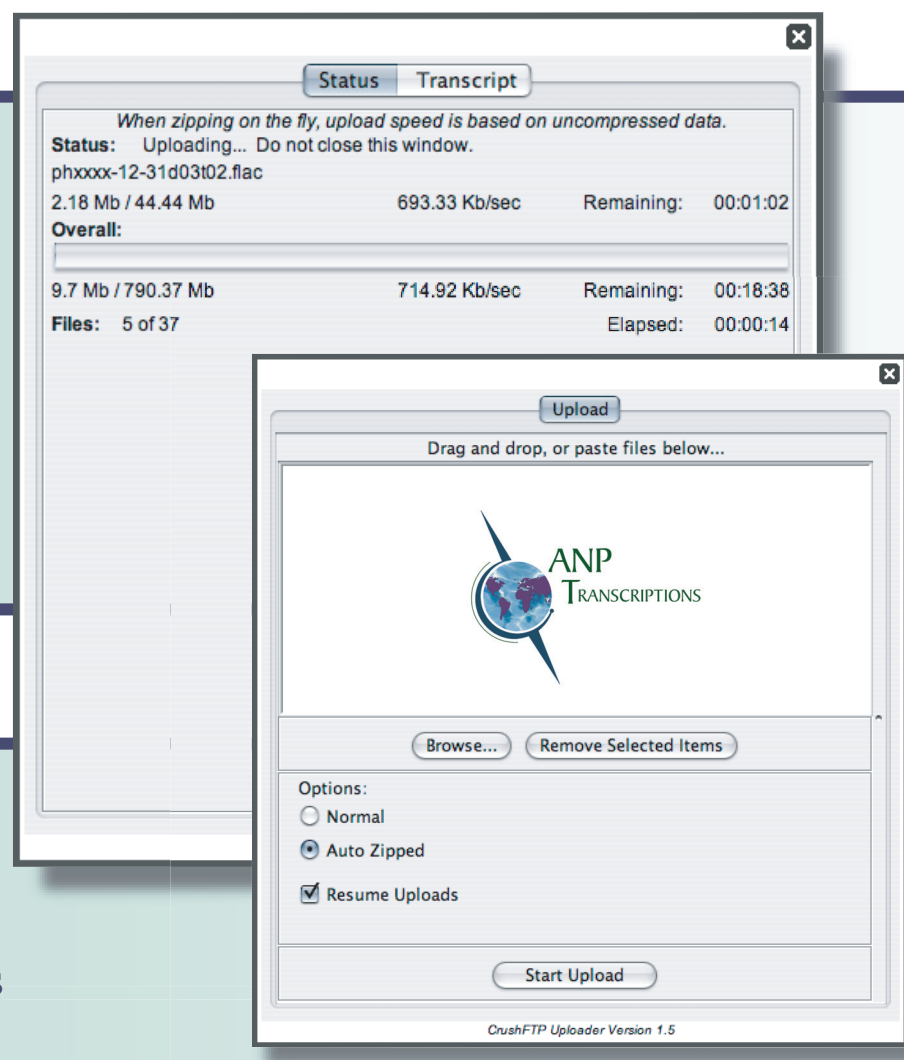 Status Transcript
When zipping on the fly, upload speed is based on uncompressed data.
Status: Uploading... Do not close this window.
phxxxx-12-31d03t02.flac
2.18 Mb / 44.44 Mb 693.33 Kb/sec Remaining: 00:01:02
Overall:
9.7 Mb / 790.37 Mb 714.92 Kb/sec Remaining: 00:18:38
Files: 5 of 37 Elapsed: 00:00:14
Upload
Drag and drop, or paste files below...
ANP
TRANSCRIPTIONS
Browse... Remove Selected Items
Options:
Normal
Auto Zipped
Resume Uploads
Start Upload
CrushFTP Uploader Version 1.5